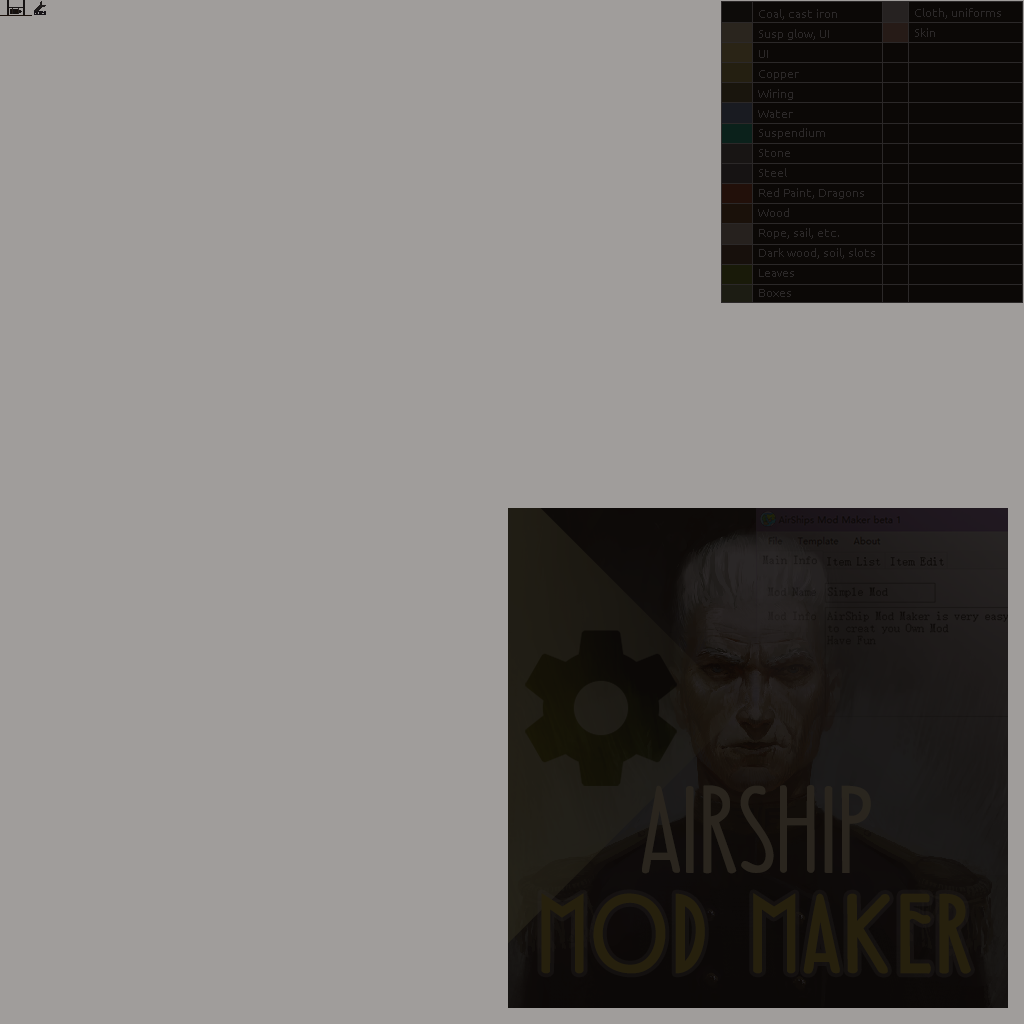 Coal, cast iron
Susp glow, UI
UI
Copper
Wiring
Water
Suspendium
Stone
Steel
Red Paint, Dragons
Wood
Rope, sail, etc.
Dark wood, soil, slots
Leaves
Boxes
Cloth, uniforms
Skin
AirShips Mod Maker beta 1
File Template About
Main Info Item List Item Edit
Mod Name Simple Mod
Mod Info AirShip Mod Maker is very easy
to creat you Own Mod
Have Fun
AIRSHIP
MOD MAKER